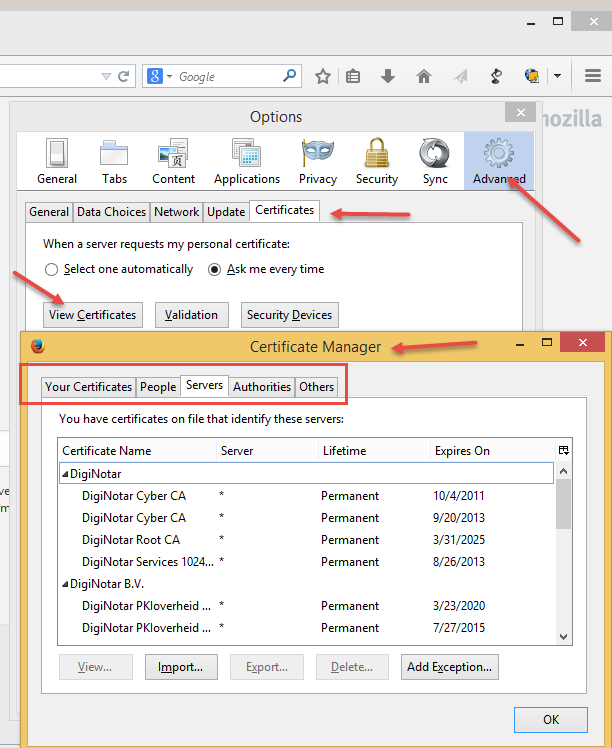 Google
Options
mozilla
General Tabs Content Applications Privacy Security Sync Advanced
General Data Choices Network Update Certificates
When a server requests my personal certificate:
Select one automatically Ask me every time
View Certificates Validation Security Devices
Certificate Manager
Your Certificates People Servers Authorities Others
You have certificates on file that identify these servers:
Certificate Name Server Lifetime Expires On
DigiNotar
DigiNotar Cyber CA * Permanent 10/4/2011
DigiNotar Cyber CA * Permanent 9/20/2013
DigiNotar Root CA * Permanent 3/31/2025
DigiNotar Services 1024... * Permanent 8/26/2013
DigiNotar B.V.
DigiNotar PKIoverheid ... * Permanent 3/23/2020
DigiNotar PKIoverheid ... * Permanent 7/27/2015
View... Import... Export... Delete... Add Exception...
OK